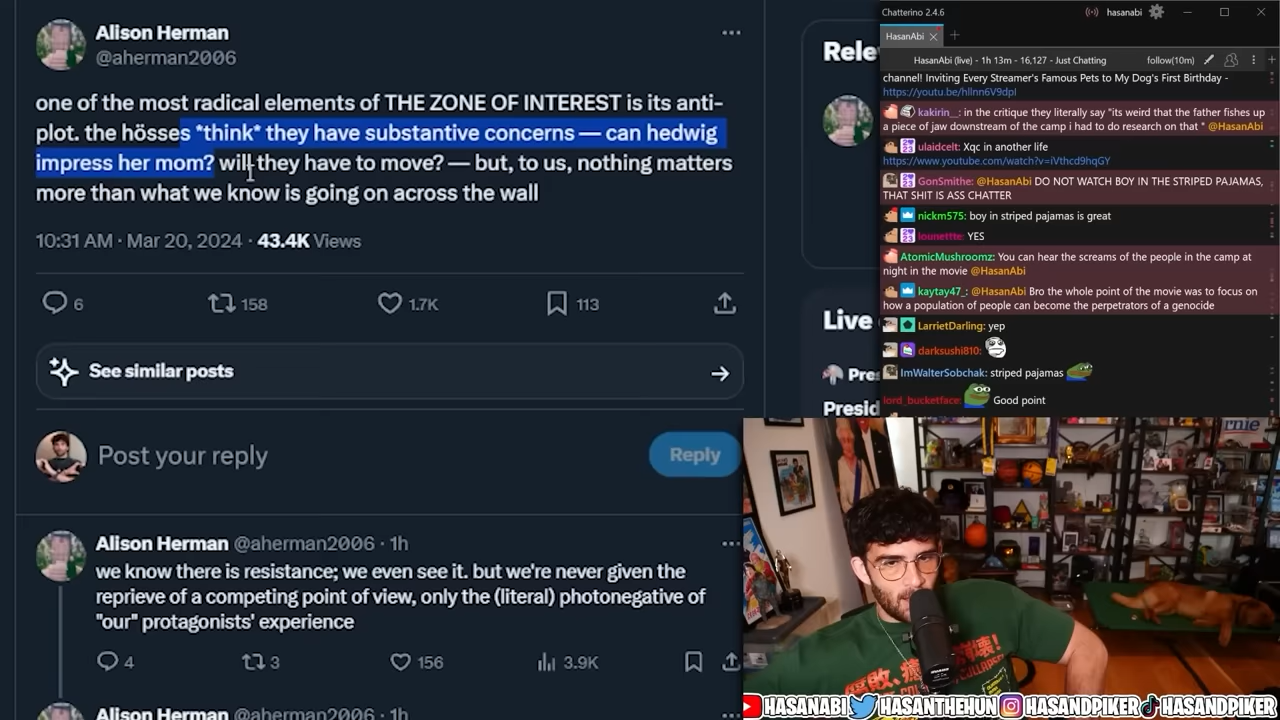 Alison Herman
@aherman2006
one of the most radical elements of THE ZONE OF INTEREST is its anti-
plot. the hösses *think* they have substantive concerns — can hedwig
impress her mom? will they have to move? — but, to us, nothing matters
more than what we know is going on across the wall
10:31 AM · Mar 20, 2024 · 43.4K Views
6 158 1.7K 113
See similar posts
Post your reply
Reply
Alison Herman @aherman2006 · 1h
we know there is resistance; we even see it. but we're never given the
reprieve of a competing point of view, only the (literal) photonegative of
"our" protagonists' experience
4 3 156 3.9K
Alison Herman @aherman2006 · 1h
Rele
Live
Pres
Presid
Chatterino 2.4.6
hasanabi
HasanAbi
HasanAbi (live) - 1h 13m - 16,127 - Just Chatting
follow(10m)
channel! Inviting Every Streamer's Famous Pets to My Dog's First Birthday -
https://youtu.be/hllnn6V9dpI
kakirin__: in the critique they literally say "its weird that the father fishes up
a piece of jaw downstream of the camp i had to do research on that " @HasanAbi
ulaidcelt: Xqc in another life
https://www.youtube.com/watch?v=iVthcd9hqGY
GonSmithe: @HasanAbi DO NOT WATCH BOY IN THE STRIPED PAJAMAS,
THAT SHIT IS ASS CHATTER
nickm575: boy in striped pajamas is great
lounettte: YES
AtomicMushroomz: You can hear the screams of the people in the camp at
night in the movie @HasanAbi
kaytay47_: @HasanAbi Bro the whole point of the movie was to focus on
how a population of people can become the perpetrators of a genocide
LarrietDarling: yep
darksushi810:
ImWalterSobchak: striped pajamas
lord_bucketface: Good point
HASANABI HASANTHEHUN HASANDPIKER HASANDPIKER